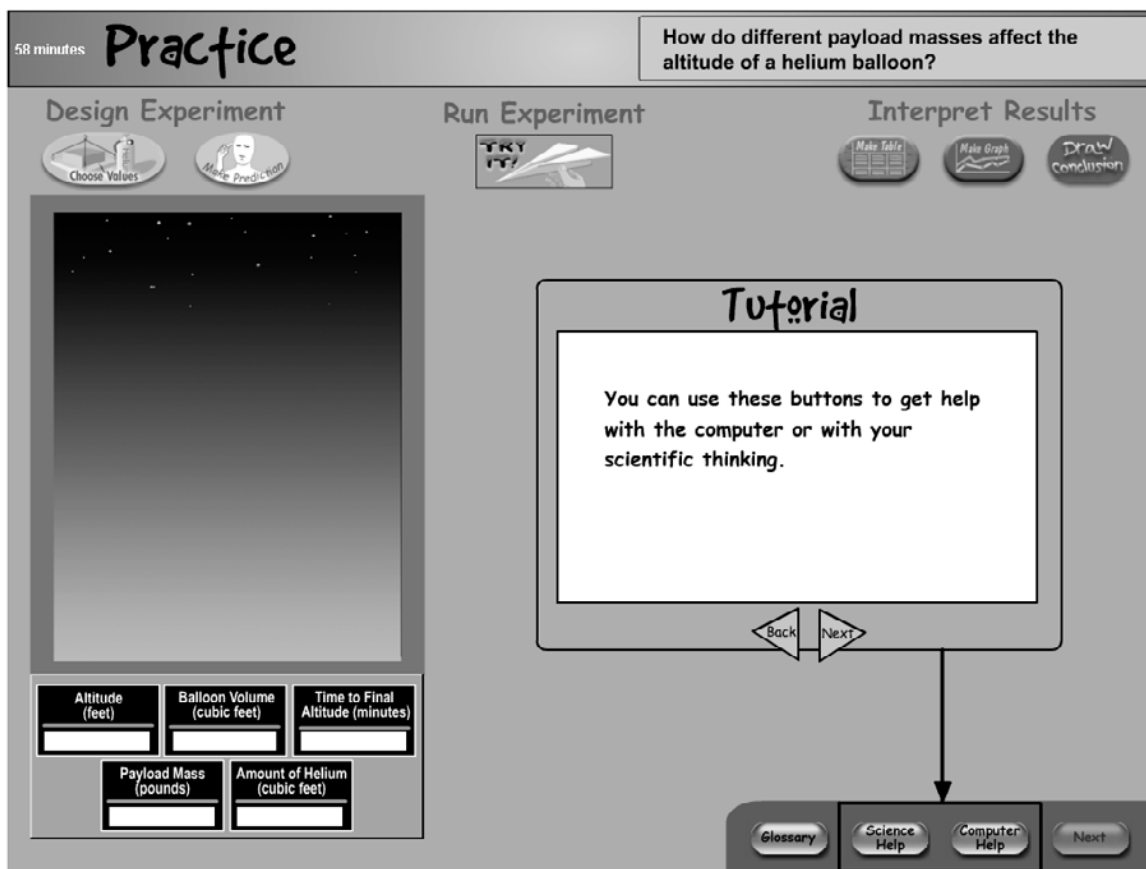 58 minutes
Practice
How do different payload masses affect the
altitude of a helium balloon?
Design Experiment
Run Experiment
Interpret Results
Choose Values
Make Prediction
TRY
IT!
Make Table
Make Graph
Draw
Conclusion
Tutorial
You can use these buttons to get help
with the computer or with your
scientific thinking.
Back
Next
Altitude
(feet)
Balloon Volume
(cubic feet)
Time to Final
Altitude (minutes)
Payload Mass
(pounds)
Amount of Helium
(cubic feet)
Glossary
Science
Help
Computer
Help
Next